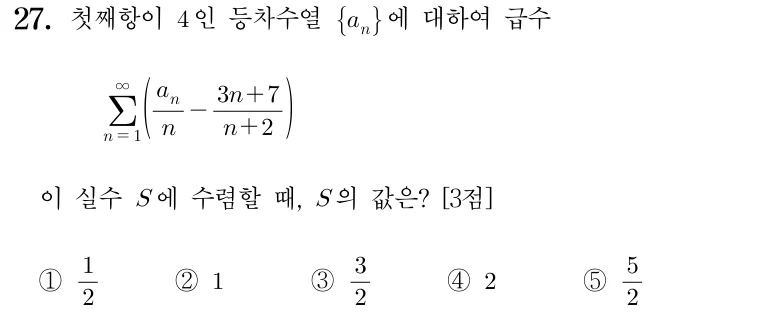 27. 첫째항이 4인 등차수열 {aₙ}에 대하여 급수
∑_{n=1}^{∞} (aₙ/n − (3n+7)/(n+2))
이 실수 S에 수렴할 때, S의 값은? [3점]
① 1/2 ② 1 ③ 3/2 ④ 2 ⑤ 5/2